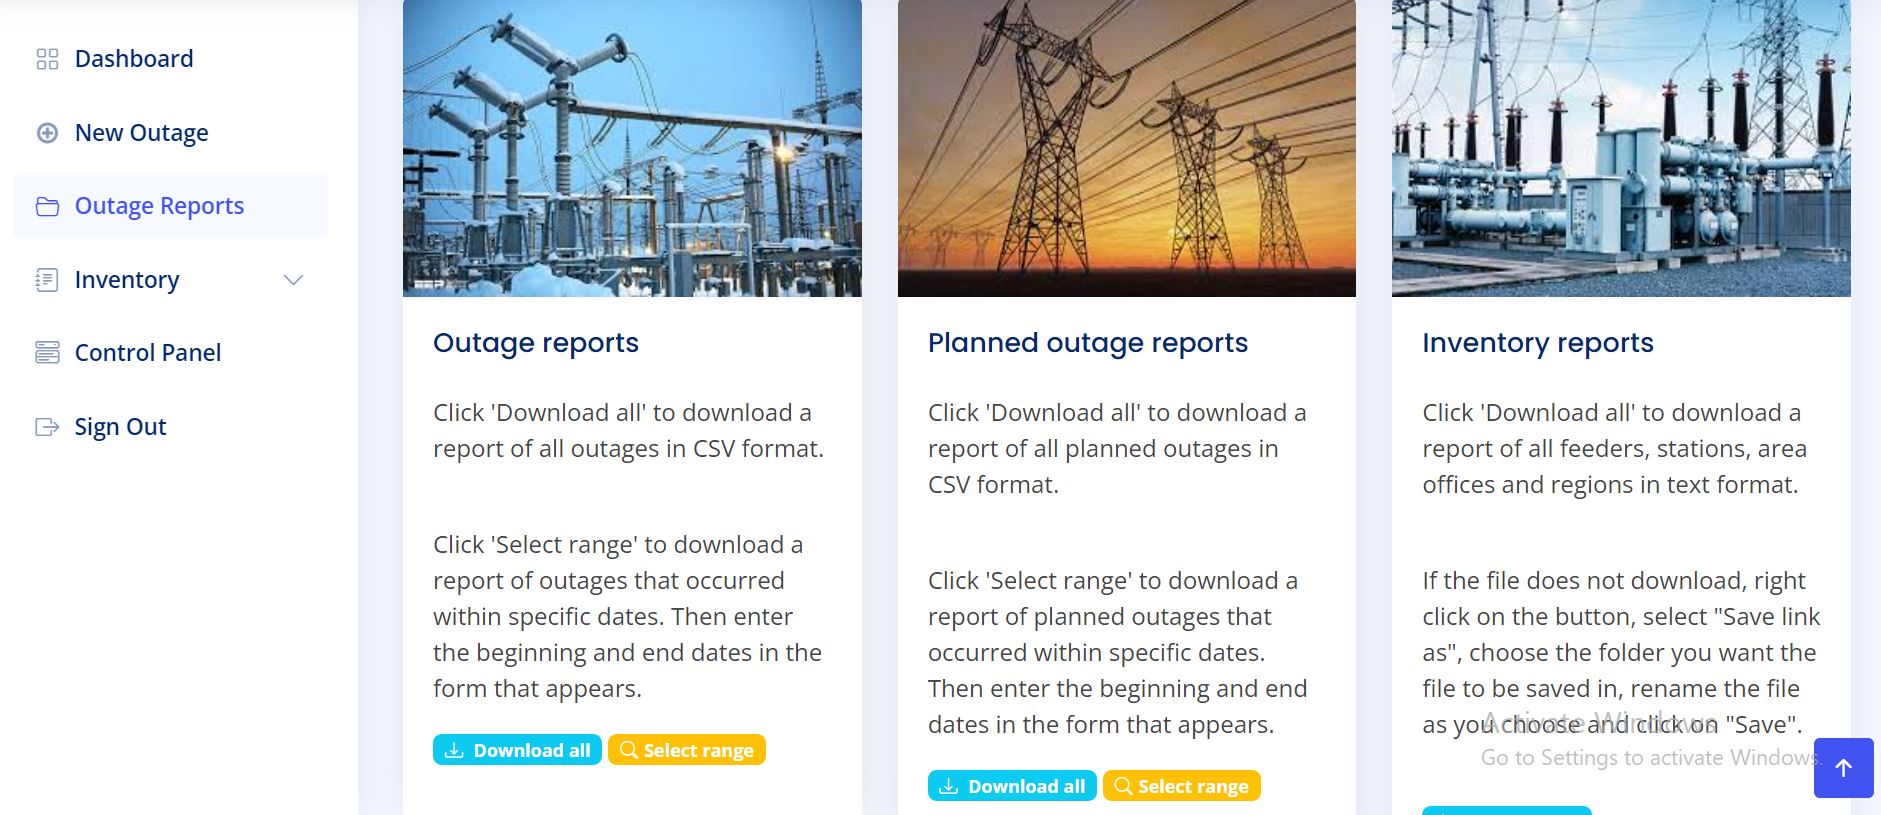 Dashboard
New Outage
Outage Reports
Inventory
Control Panel
Sign Out
Outage reports
Click 'Download all' to download a
report of all outages in CSV format.
Click 'Select range' to download a
report of outages that occurred
within specific dates. Then enter
the beginning and end dates in the
form that appears.
Download all
Select range
Planned outage reports
Click 'Download all' to download a
report of all planned outages in
CSV format.
Click 'Select range' to download a
report of planned outages that
occurred within specific dates.
Then enter the beginning and end
dates in the form that appears.
Download all
Select range
Inventory reports
Click 'Download all' to download a
report of all feeders, stations, area
offices and regions in text format.
If the file does not download, right
click on the button, select "Save link
as", choose the folder you want the
file to be saved in, rename the file
as you choose and click on "Save".
Activate Windows
Go to Settings to activate Windows.